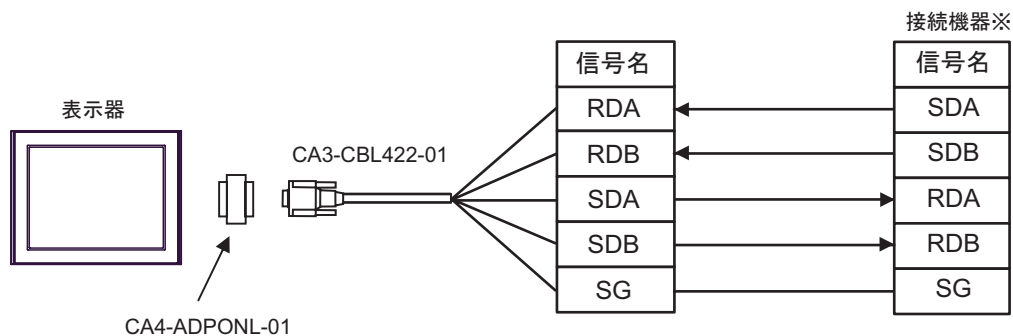 接続機器※
表示器
CA3-CBL422-01
CA4-ADPONL-01
信号名
RDA
RDB
SDA
SDB
SG
信号名
SDA
SDB
RDA
RDB
SG